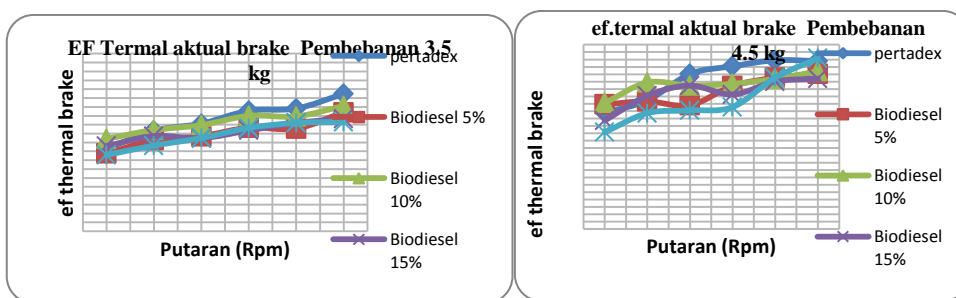 EF Termal aktual brake Pembebanan 3.5
kg
ef thermal brake
Putaran (Rpm)
pertadex
Biodiesel 5%
Biodiesel
10%
Biodiesel
15%
ef.termal aktual brake Pembebanan
4.5 kg
ef thermal brake
Putaran (Rpm)
pertadex
Biodiesel
5%
Biodiesel
10%
Biodiesel
15%